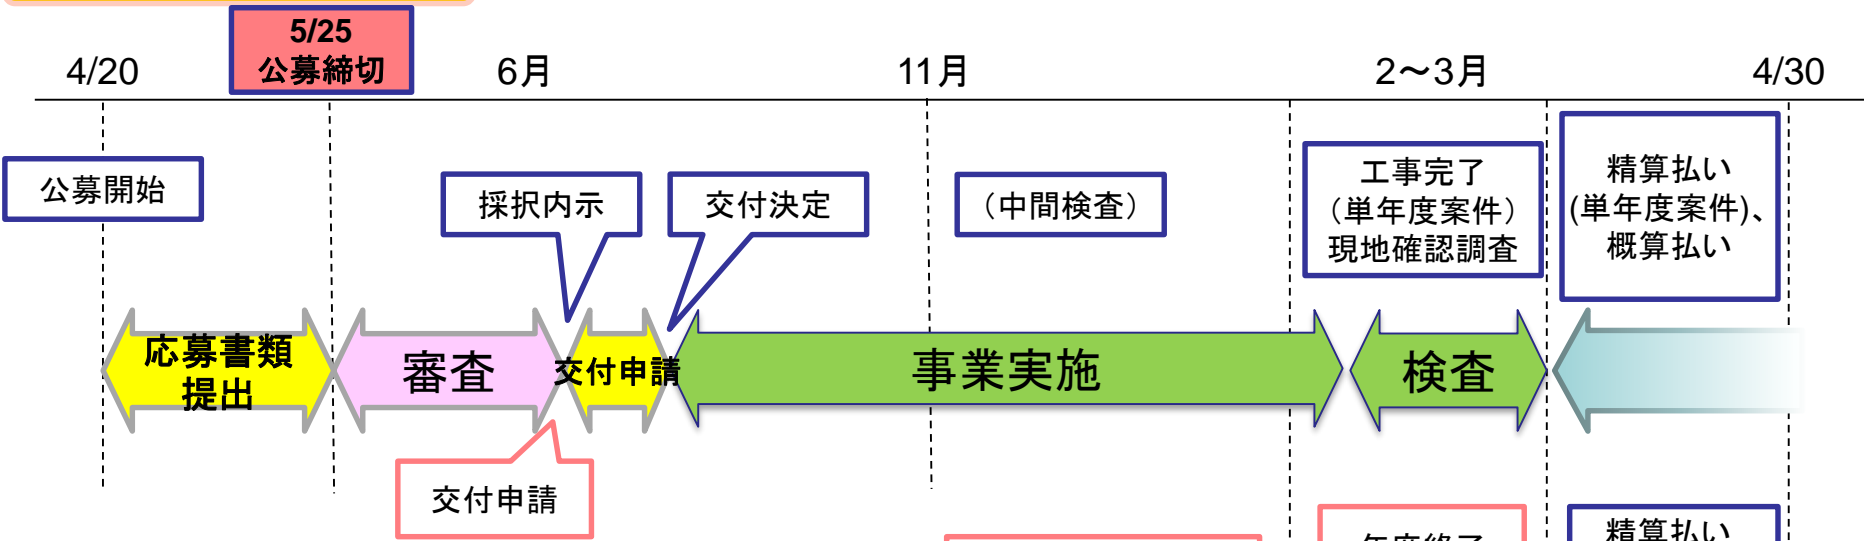 5/25
公募締切
4/20
6月
11月
2～3月
4/30
公募開始
採択内示
交付決定
（中間検査）
工事完了
（単年度案件）
現地確認調査
精算払い
(単年度案件)、
概算払い
応募書類
提出
審査
交付申請
事業実施
検査
交付申請
年度終了
精算払い